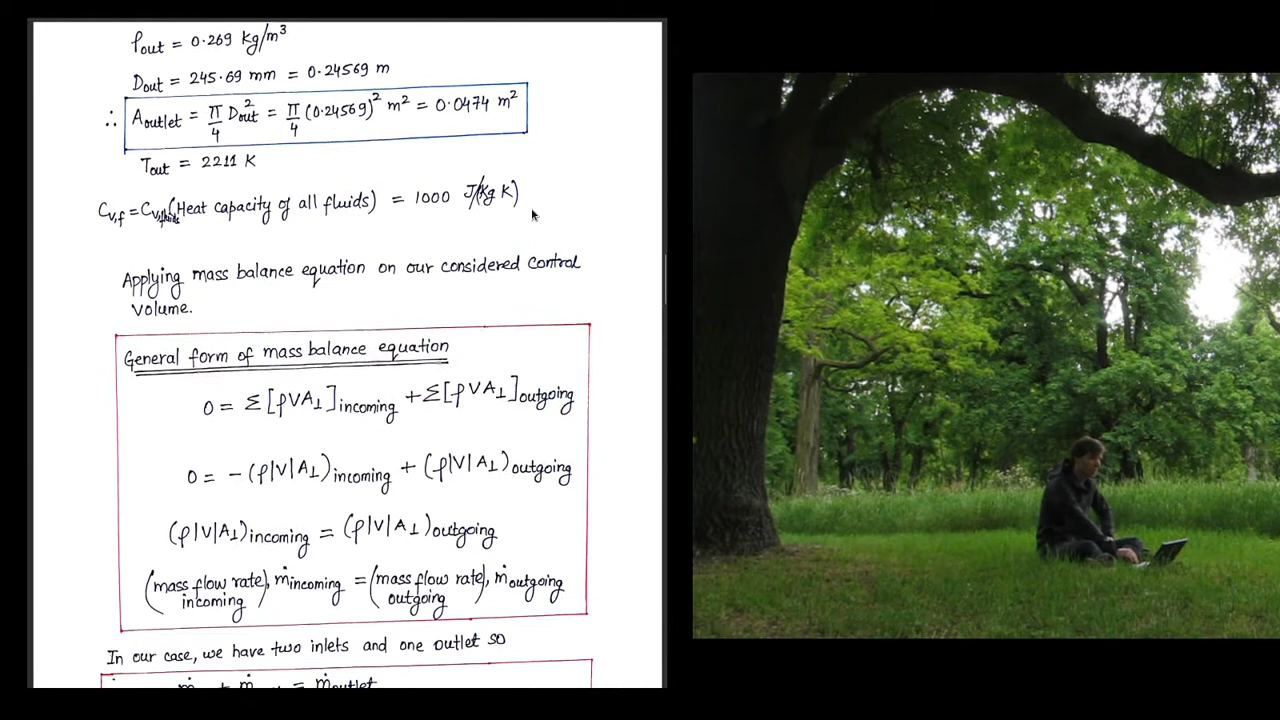 ρout = 0.269 Kg/m³
Dout = 245.69 mm = 0.24569 m
∴ Aoutlet = π/4 D²out = π/4 (0.24569)² m² = 0.0474 m²
Tout = 2211 K
Cv,f = Cv,fluids (Heat capacity of all fluids) = 1000 J/(Kg K)
Applying mass balance equation on our considered control
volume.
General form of mass balance equation
0 = Σ[ρVA⊥]incoming + Σ[ρVA⊥]outgoing
0 = -(ρ|V|A⊥)incoming + (ρ|V|A⊥)outgoing
(ρ|V|A⊥)incoming = (ρ|V|A⊥)outgoing
(mass flow rate incoming), ṁincoming = (mass flow rate outgoing), ṁoutgoing
In our case, we have two inlets and one outlet so